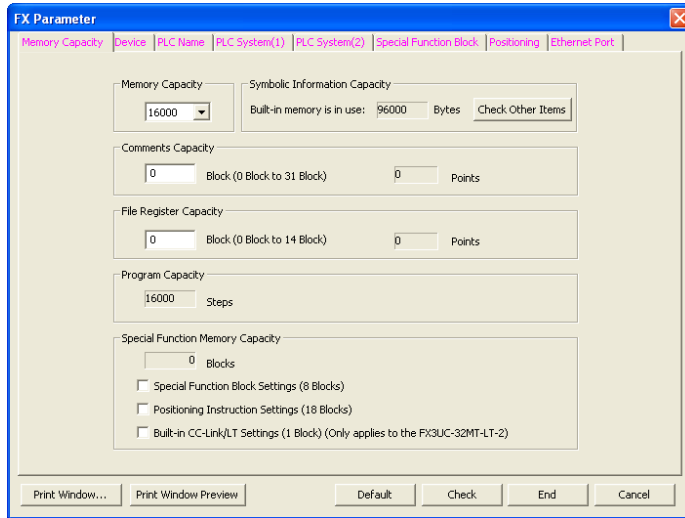 FX Parameter
Memory Capacity Device PLC Name PLC System(1) PLC System(2) Special Function Block Positioning Ethernet Port
Memory Capacity Symbolic Information Capacity
16000 Built-in memory is in use: 96000 Bytes Check Other Items
Comments Capacity
0 Block (0 Block to 31 Block) 0 Points
File Register Capacity
0 Block (0 Block to 14 Block) 0 Points
Program Capacity
16000 Steps
Special Function Memory Capacity
0 Blocks
Special Function Block Settings (8 Blocks)
Positioning Instruction Settings (18 Blocks)
Built-in CC-Link/LT Settings (1 Block) (Only applies to the FX3UC-32MT-LT-2)
Print Window... Print Window Preview Default Check End Cancel